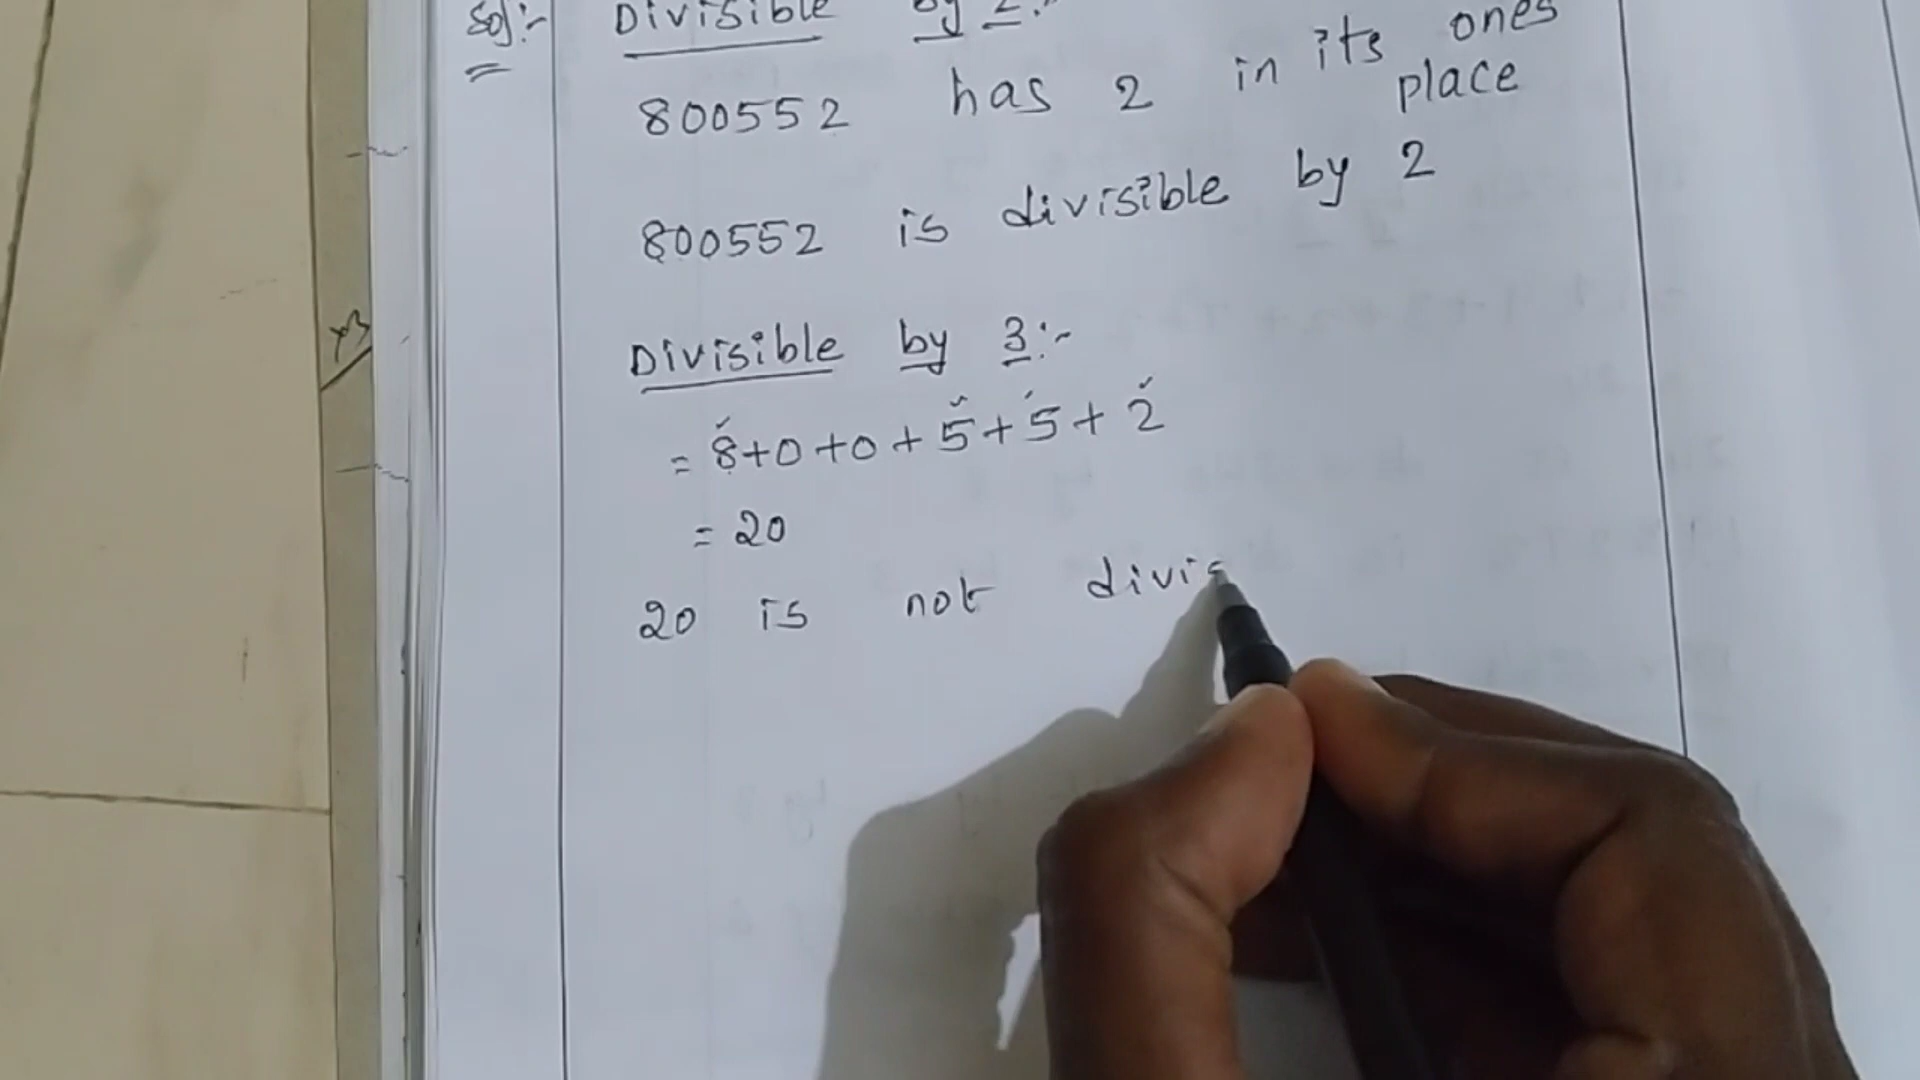 Sol:-
Divisible by 2:-
800552 has 2 in its ones
place
800552 is divisible by 2
Divisible by 3:-
= 8+0+0+5+5+2
= 20
20 is not divis